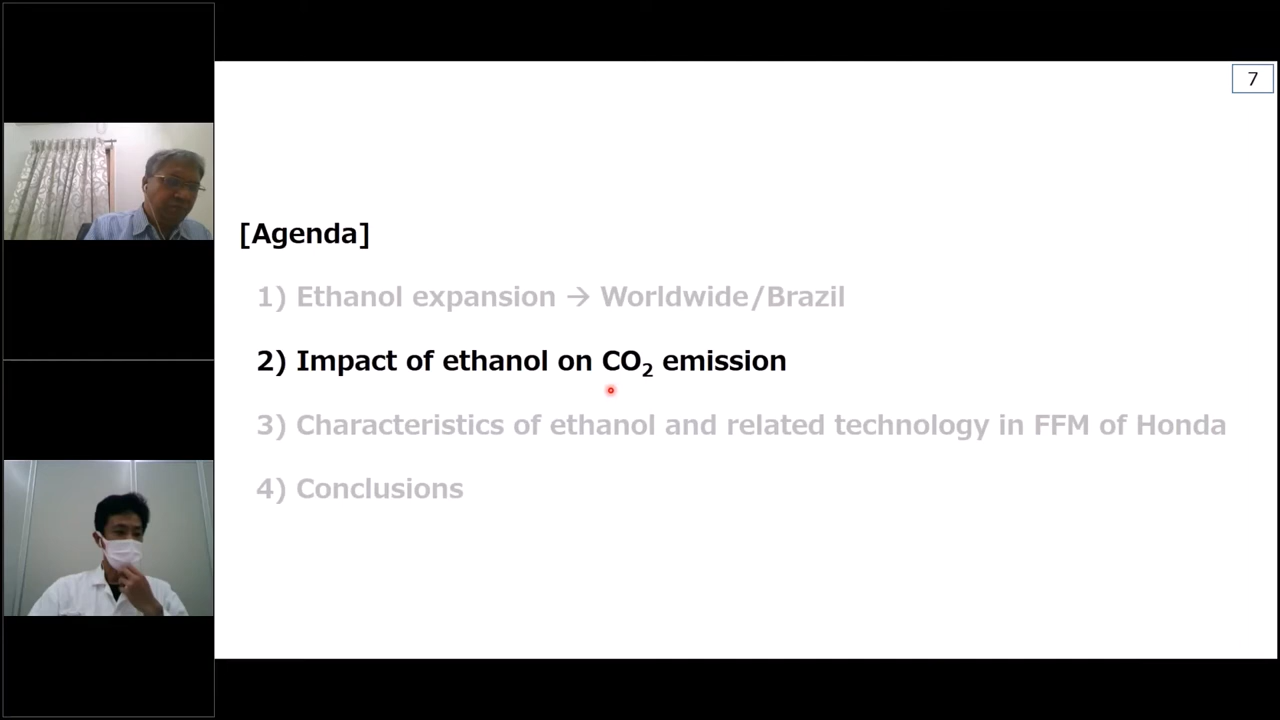 7
[Agenda]
1) Ethanol expansion → Worldwide/Brazil
2) Impact of ethanol on CO₂ emission
3) Characteristics of ethanol and related technology in FFM of Honda
4) Conclusions